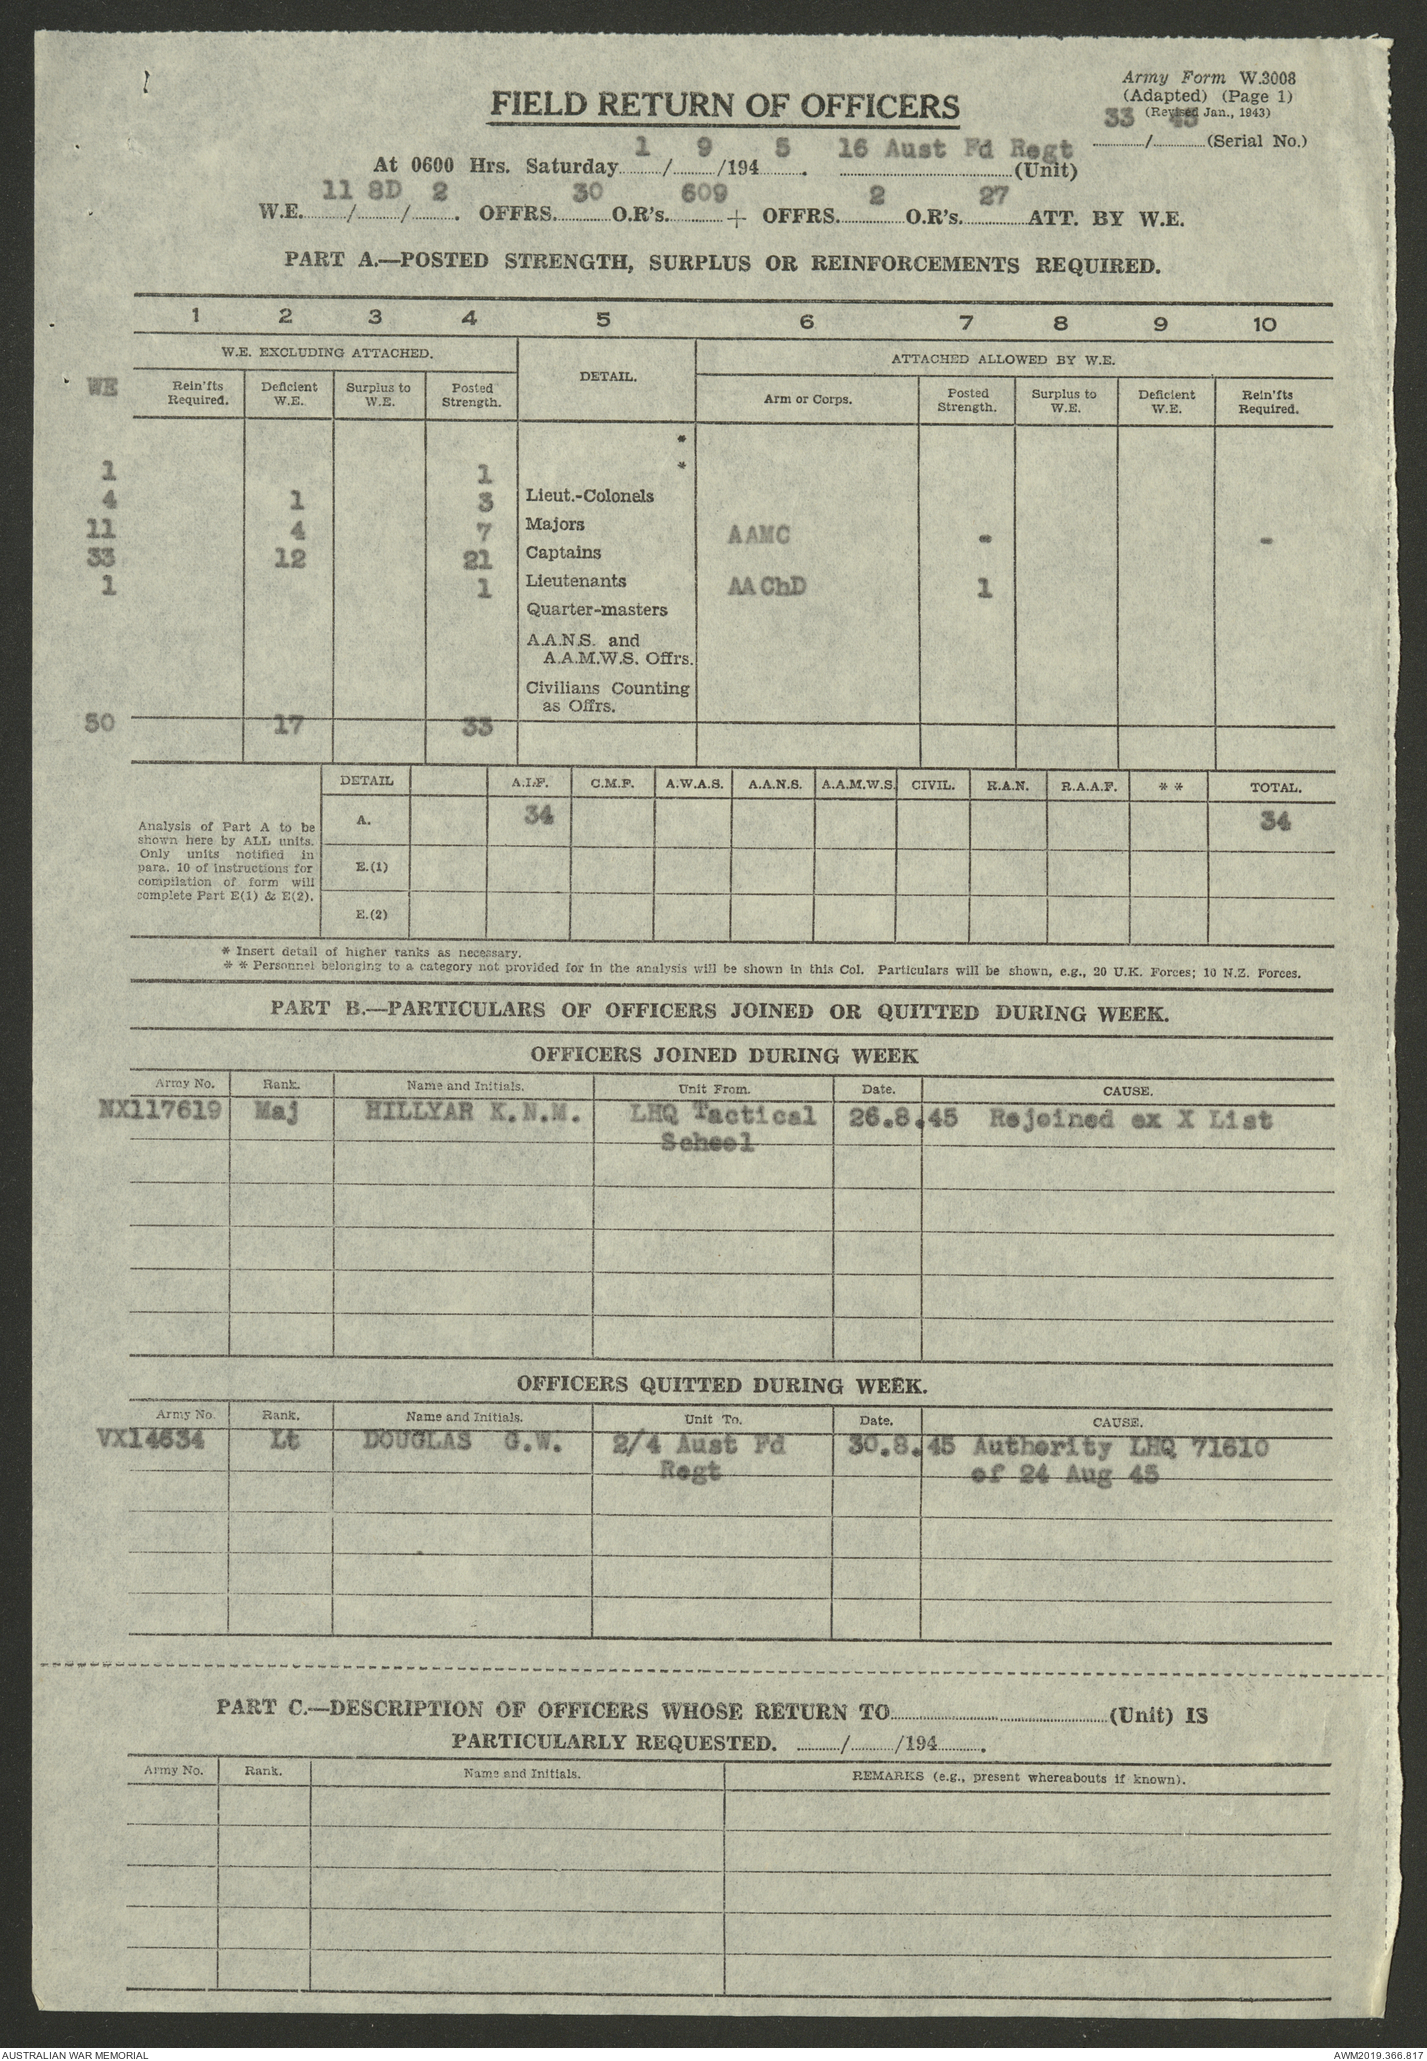 Army Form W.3008
(Adapted) (Page 1)
(Revised Jan., 1943)
FIELD RETURN OF OFFICERS
33 / 45 (Serial No.)
At 0600 Hrs. Saturday 1 / 9 /194 5 . 16 Aust Fd Regt (Unit)
W.E. 11 / 8D / 2 . OFFRS. 30 O.R's. 609 + OFFRS. 2 O.R's. 27 ATT. BY W.E.
PART A.—POSTED STRENGTH, SURPLUS OR REINFORCEMENTS REQUIRED.
1 2 3 4 5 6 7 8 9 10
W.E. EXCLUDING ATTACHED. DETAIL. ATTACHED ALLOWED BY W.E.
WE Rein'fts Required. Deficient W.E. Surplus to W.E. Posted Strength. Arm or Corps. Posted Strength. Surplus to W.E. Deficient W.E. Rein'fts Required.
*
*
1 1 Lieut.-Colonels
4 1 3 Majors
11 4 7 Captains AAMC - -
33 12 21 Lieutenants
1 1 Quarter-masters AAChD 1
A.A.N.S. and
A.A.M.W.S. Offrs.
Civilians Counting
as Offrs.
50 17 33
DETAIL A.I.F. C.M.F. A.W.A.S. A.A.N.S. A.A.M.W.S. CIVIL. R.A.N. R.A.A.F. * * TOTAL.
Analysis of Part A to be
shown here by ALL units.
Only units notified in
para. 10 of instructions for
compilation of form will
complete Part E(1) & E(2).
A. 34 34
E.(1)
E.(2)
* Insert detail of higher ranks as necessary.
* * Personnel belonging to a category not provided for in the analysis will be shown in this Col. Particulars will be shown, e.g., 20 U.K. Forces; 10 N.Z. Forces.
PART B.—PARTICULARS OF OFFICERS JOINED OR QUITTED DURING WEEK.
OFFICERS JOINED DURING WEEK
Army No. Rank. Name and Initials. Unit From. Date. CAUSE.
NX117619 Maj HILLYAR K.N.M. LHQ Tactical 26.8.45 Rejoined ex X List
School
OFFICERS QUITTED DURING WEEK.
Army No. Rank. Name and Initials. Unit To. Date. CAUSE.
VX14634 Lt DOUGLAS G.W. 2/4 Aust Fd 30.8.45 Authority LHQ 71610
Regt of 24 Aug 45
PART C.—DESCRIPTION OF OFFICERS WHOSE RETURN TO (Unit) IS
PARTICULARLY REQUESTED. / /194 .
Army No. Rank. Name and Initials. REMARKS (e.g., present whereabouts if known).
AUSTRALIAN WAR MEMORIAL AWM2019.366.817